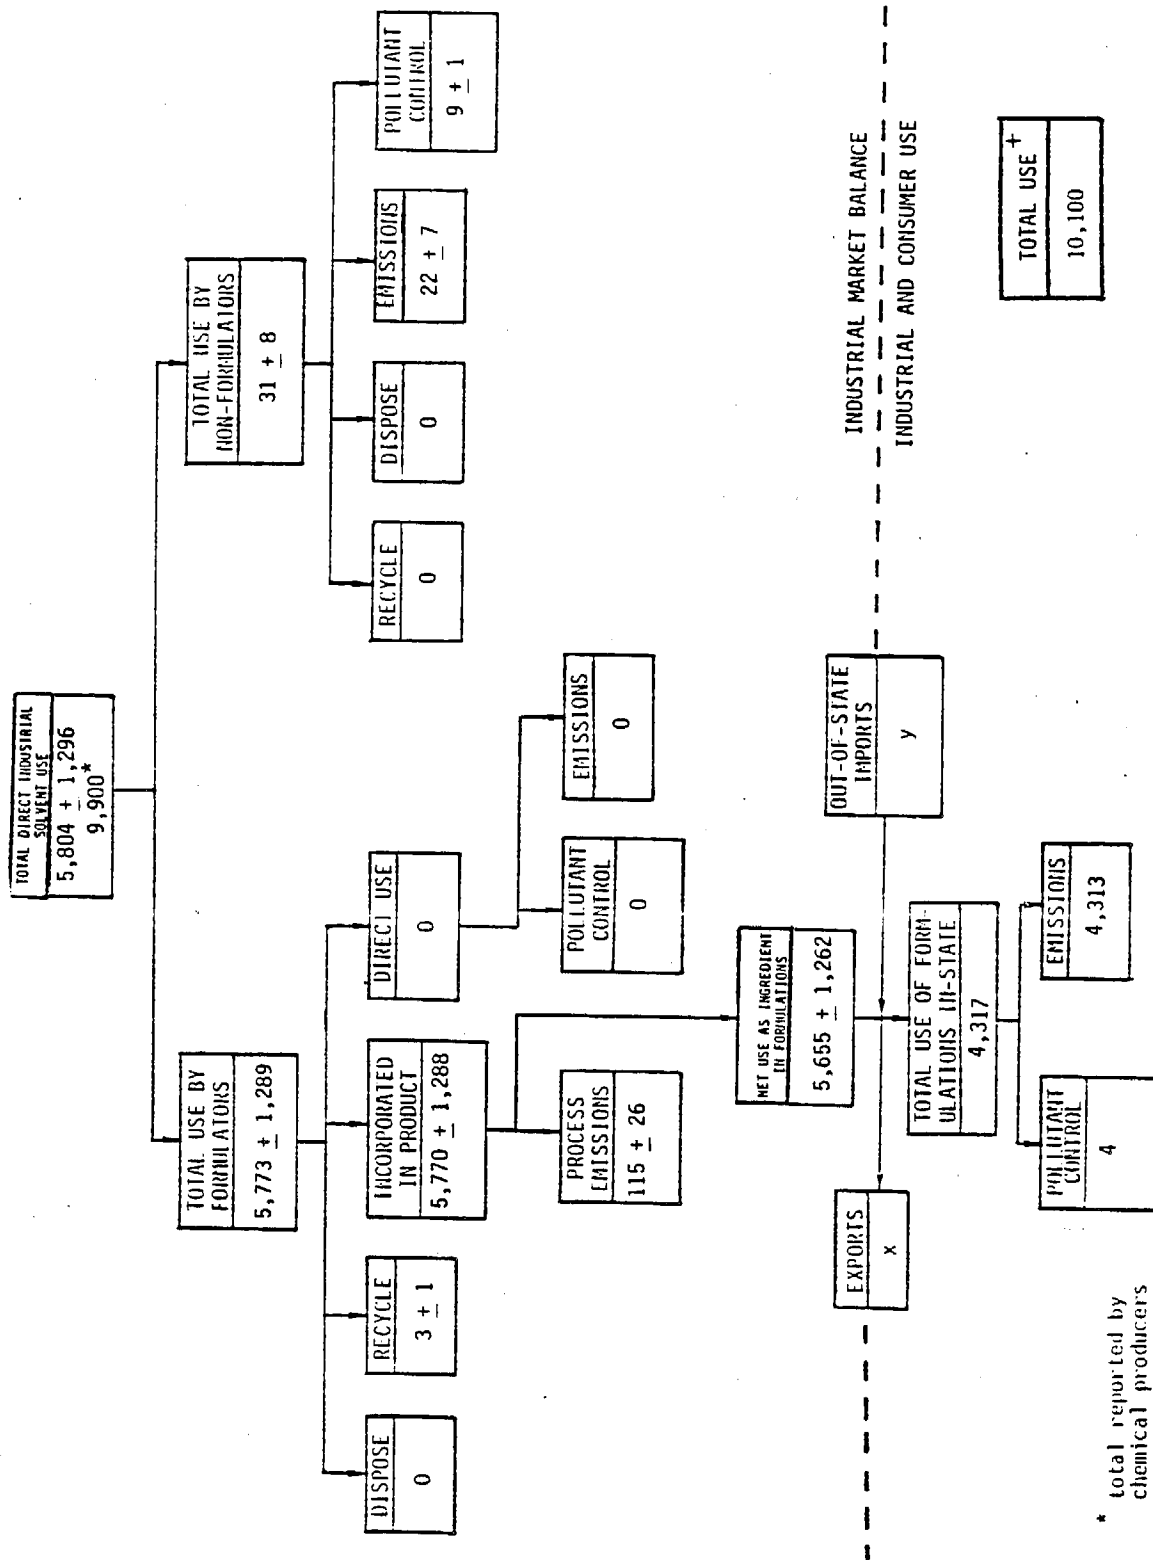 TOTAL DIRECT INDUSTRIAL
SOLVENT USE
5,804 ± 1,296
9,900*
TOTAL USE BY
FORMULATORS
5,773 ± 1,289
TOTAL USE BY
NON-FORMULATORS
31 ± 8
DISPOSE
0
RECYCLE
3 ± 1
INCORPORATED
IN PRODUCT
5,770 ± 1,288
DIRECT USE
0
RECYCLE
0
DISPOSE
0
EMISSIONS
22 ± 7
POLLUTANT
CONTROL
9 ± 1
PROCESS
EMISSIONS
115 ± 26
POLLUTANT
CONTROL
0
EMISSIONS
0
NET USE AS INGREDIENT
IN FORMULATIONS
5,655 ± 1,262
EXPORTS
x
OUT-OF-STATE
IMPORTS
y
INDUSTRIAL MARKET BALANCE
INDUSTRIAL AND CONSUMER USE
TOTAL USE OF FORM-
ULATIONS IN-STATE
4,317
POLLUTANT
CONTROL
4
EMISSIONS
4,313
TOTAL USE+
10,100
* total reported by
chemical producers